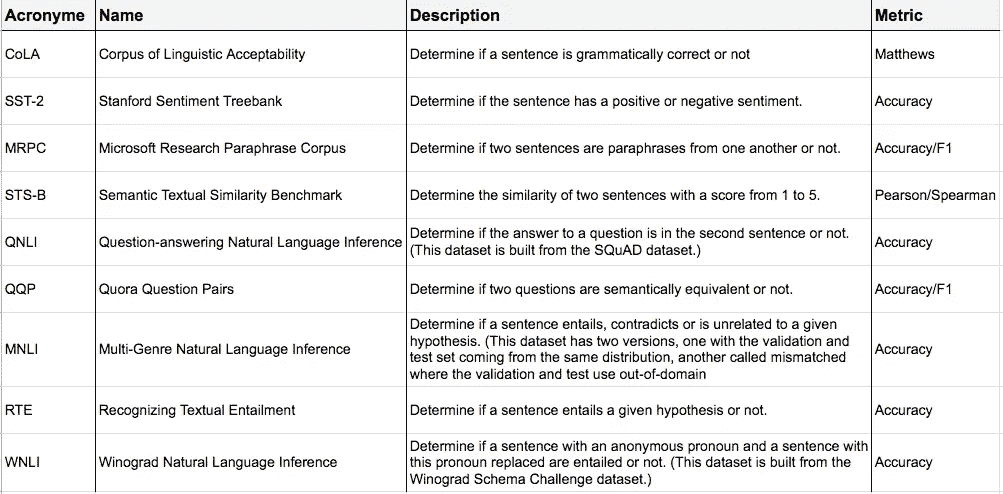 Acronyme Name Description Metric
CoLA Corpus of Linguistic Acceptability Determine if a sentence is grammatically correct or not Matthews
SST-2 Stanford Sentiment Treebank Determine if the sentence has a positive or negative sentiment. Accuracy
MRPC Microsoft Research Paraphrase Corpus Determine if two sentences are paraphrases from one another or not. Accuracy/F1
STS-B Semantic Textual Similarity Benchmark Determine the similarity of two sentences with a score from 1 to 5. Pearson/Spearman
QNLI Question-answering Natural Language Inference Determine if the answer to a question is in the second sentence or not.
(This dataset is built from the SQuAD dataset.) Accuracy
QQP Quora Question Pairs Determine if two questions are semantically equivalent or not. Accuracy/F1
MNLI Multi-Genre Natural Language Inference Determine if a sentence entails, contradicts or is unrelated to a given
hypothesis. (This dataset has two versions, one with the validation and
test set coming from the same distribution, another called mismatched
where the validation and test use out-of-domain Accuracy
RTE Recognizing Textual Entailment Determine if a sentence entails a given hypothesis or not. Accuracy
WNLI Winograd Natural Language Inference Determine if a sentence with an anonymous pronoun and a sentence with
this pronoun replaced are entailed or not. (This dataset is built from the
Winograd Schema Challenge dataset.) Accuracy